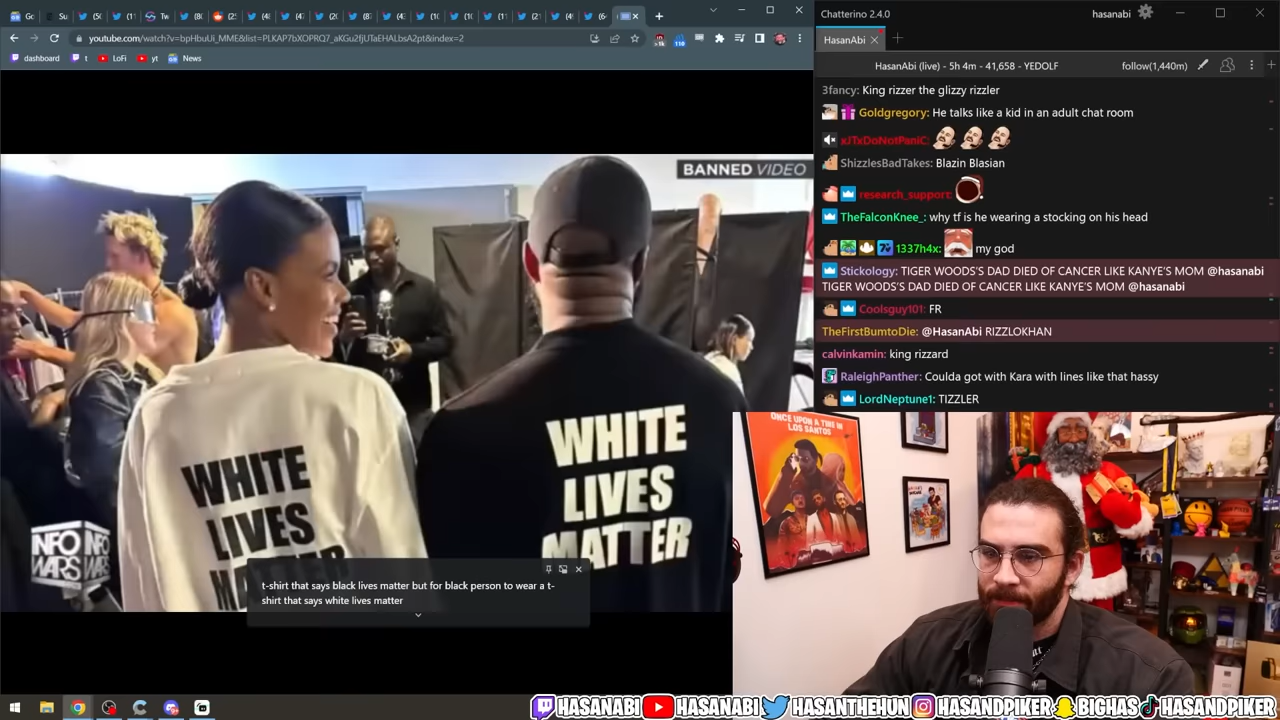 youtube.com/watch?v=bpHbuUi_MME&list=PLKAP7bXOPRQ7_aKGu2fjUTaEHALbsA2pt&index=2
dashboard
t
LoFi
yt
News
BANNED VIDEO
WHITE
LIVES
WHITE
LIVES
MATTER
INFO INFO
WARS WARS
t-shirt that says black lives matter but for black person to wear a t-
shirt that says white lives matter
Chatterino 2.4.0
hasanabi
HasanAbi
HasanAbi (live) - 5h 4m - 41,658 - YEDOLF
follow(1,440m)
3fancy: King rizzer the glizzy rizzler
Goldgregory: He talks like a kid in an adult chat room
xJTxDoNotPaniC:
ShizzlesBadTakes: Blazin Blasian
research_support:
TheFalconKnee_: why tf is he wearing a stocking on his head
1337h4x: my god
Stickology: TIGER WOODS'S DAD DIED OF CANCER LIKE KANYE'S MOM @hasanabi
TIGER WOODS'S DAD DIED OF CANCER LIKE KANYE'S MOM @hasanabi
Coolsguy101: FR
TheFirstBumtoDie: @HasanAbi RIZZLOKHAN
calvinkamin: king rizzard
RaleighPanther: Coulda got with Kara with lines like that hassy
LordNeptune1: TIZZLER
ONCE UPON A TIME IN
LOS SANTOS
HASANABI HASANABI HASANTHEHUN HASANDPIKER BIGHAS HASANDPIKER